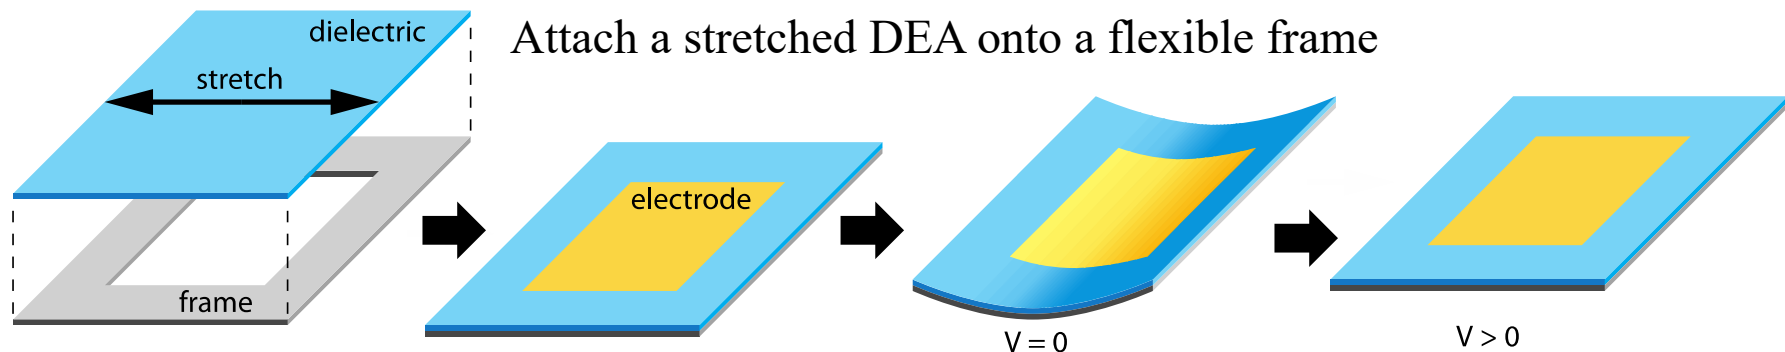 Attach a stretched DEA onto a flexible frame
dielectric
stretch
frame
electrode
V = 0
V > 0